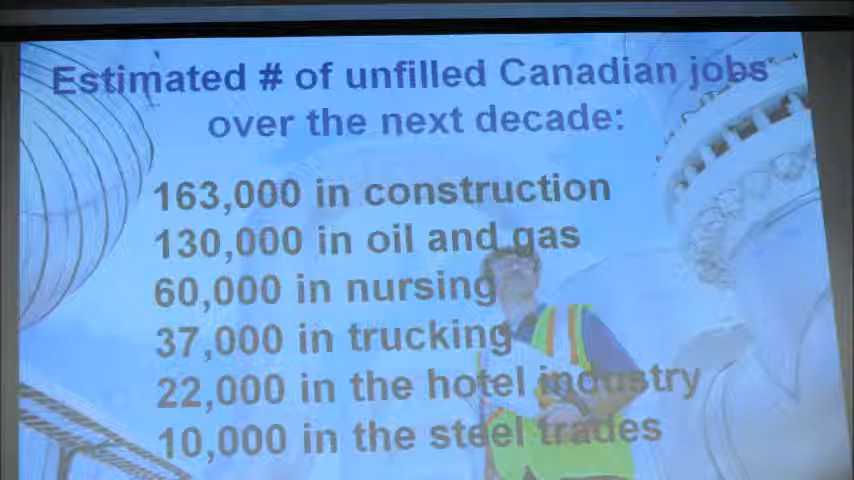 Estimated # of unfilled Canadian jobs
over the next decade:
163,000 in construction
130,000 in oil and gas
60,000 in nursing
37,000 in trucking
22,000 in the hotel industry
10,000 in the steel trades